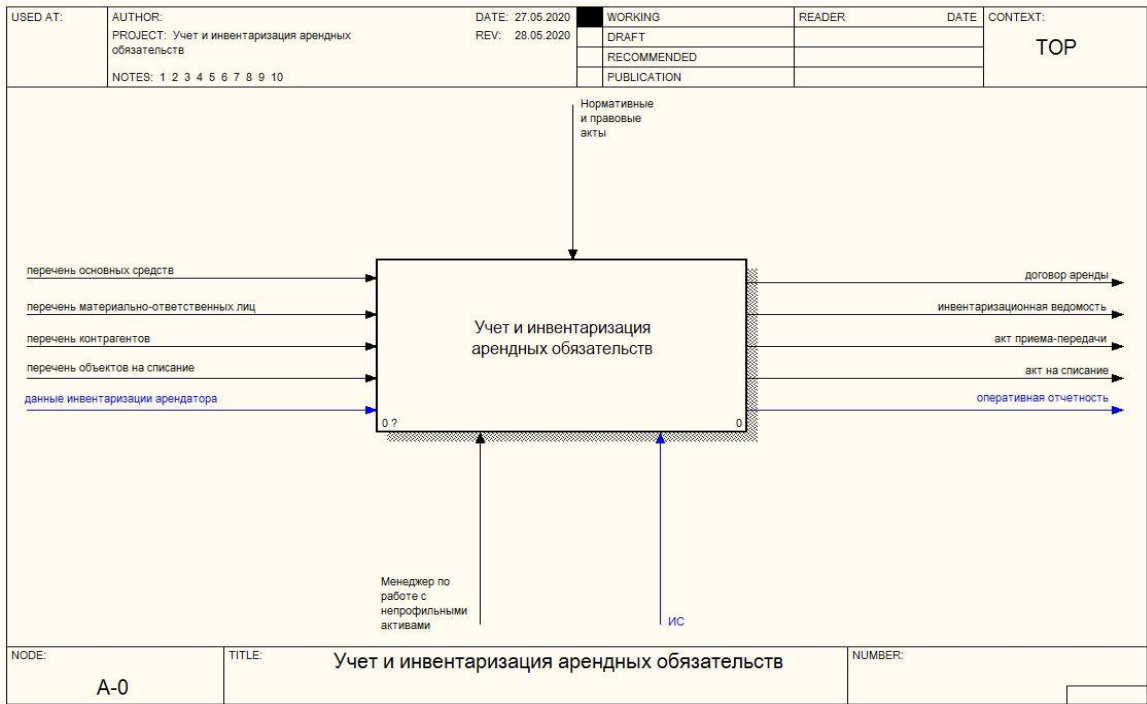 USED AT:
AUTHOR:
DATE: 27.05.2020
PROJECT: Учет и инвентаризация арендных
обязательств
REV: 28.05.2020
NOTES: 1 2 3 4 5 6 7 8 9 10
WORKING
DRAFT
RECOMMENDED
PUBLICATION
READER
DATE
CONTEXT:
TOP
Нормативные
и правовые
акты
перечень основных средств
перечень материально-ответственных лиц
перечень контрагентов
перечень объектов на списание
данные инвентаризации арендатора
Учет и инвентаризация
арендных обязательств
0 ?
0
договор аренды
инвентаризационная ведомость
акт приема-передачи
акт на списание
оперативная отчетность
Менеджер по
работе с
непрофильными
активами
ИС
NODE:
A-0
TITLE:
Учет и инвентаризация арендных обязательств
NUMBER: